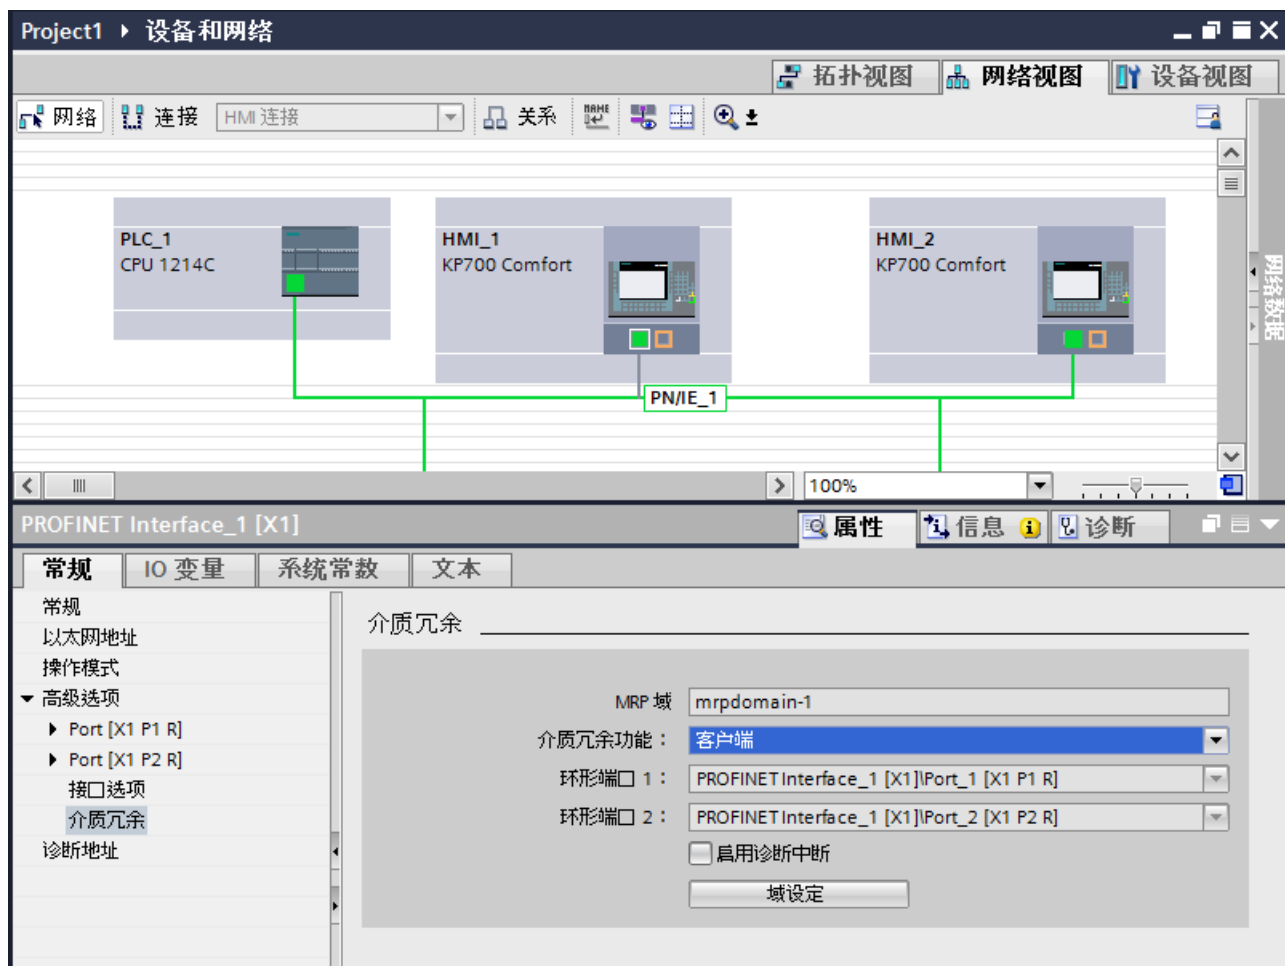 Project1 ▸ 设备和网络
拓扑视图 网络视图 设备视图
网络 连接 HMI 连接 关系
PLC_1
CPU 1214C
HMI_1
KP700 Comfort
HMI_2
KP700 Comfort
网络数据
PN/IE_1
100%
PROFINET Interface_1 [X1]
属性 信息 诊断
常规 IO 变量 系统常数 文本
常规
以太网地址
操作模式
高级选项
Port [X1 P1 R]
Port [X1 P2 R]
接口选项
介质冗余
诊断地址
介质冗余
MRP 域 mrpdomain-1
介质冗余功能： 客户端
环形端口 1： PROFINET Interface_1 [X1]\Port_1 [X1 P1 R]
环形端口 2： PROFINET Interface_1 [X1]\Port_2 [X1 P2 R]
启用诊断中断
域设定